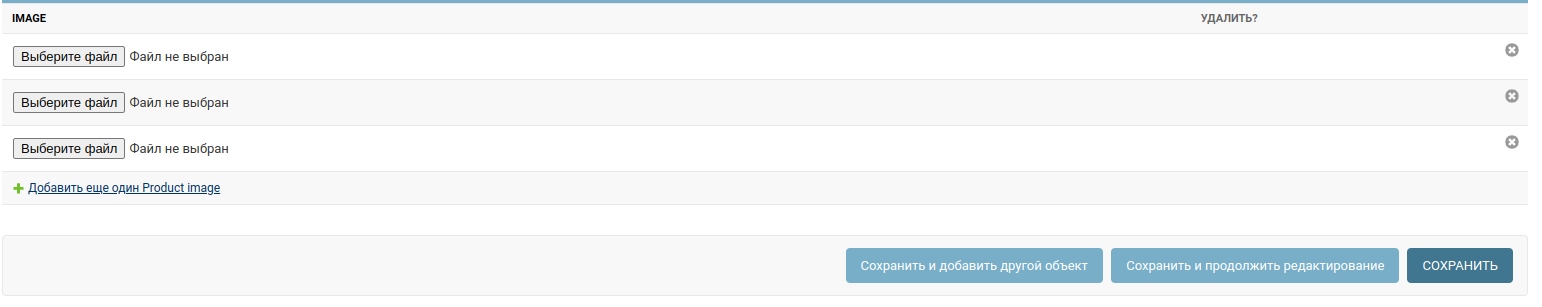 IMAGE УДАЛИТЬ?
Выберите файл Файл не выбран
Выберите файл Файл не выбран
Выберите файл Файл не выбран
Добавить еще один Product image
Сохранить и добавить другой объект Сохранить и продолжить редактирование СОХРАНИТЬ